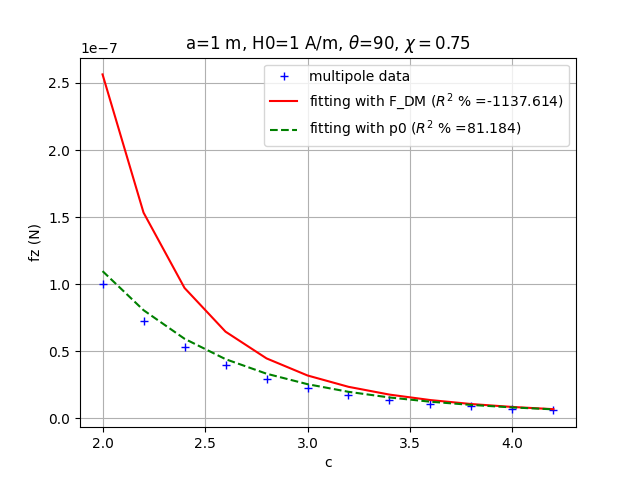 a=1 m, H0=1 A/m, θ=90, χ = 0.75
1e−7
multipole data
fitting with F_DM (R² % =-1137.614)
fitting with p0 (R² % =81.184)
2.5
2.0
1.5
1.0
0.5
0.0
fz (N)
2.0 2.5 3.0 3.5 4.0
c